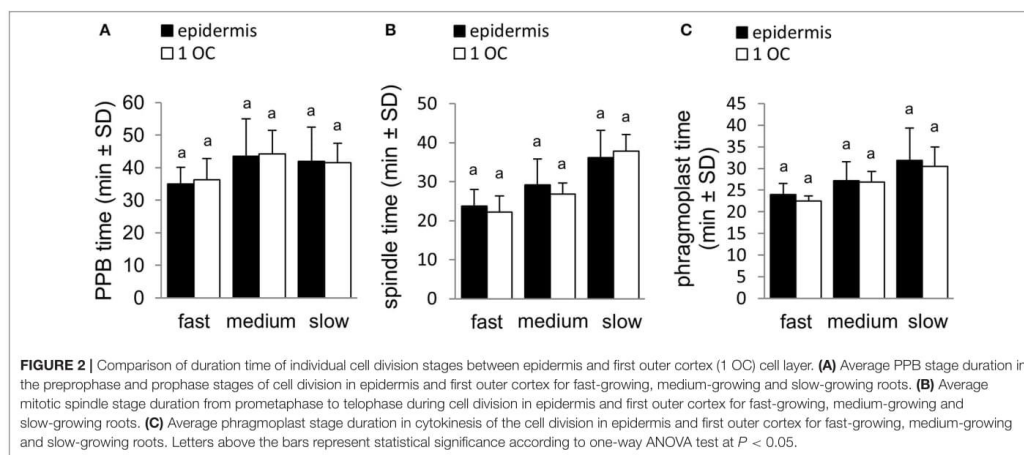 A
epidermis
1 OC
PPB time (min ± SD)
60
50
40
30
20
10
0
a a a a a a
fast medium slow
B
epidermis
1 OC
spindle time (min ± SD)
50
40
30
20
10
0
a a a a a a
fast medium slow
C
epidermis
1 OC
phragmoplast time
(min ± SD)
45
40
35
30
25
20
15
10
5
0
a a a a a a
fast medium slow
FIGURE 2 | Comparison of duration time of individual cell division stages between epidermis and first outer cortex (1 OC) cell layer. (A) Average PPB stage duration in
the preprophase and prophase stages of cell division in epidermis and first outer cortex for fast-growing, medium-growing and slow-growing roots. (B) Average
mitotic spindle stage duration from prometaphase to telophase during cell division in epidermis and first outer cortex for fast-growing, medium-growing and
slow-growing roots. (C) Average phragmoplast stage duration in cytokinesis of the cell division in epidermis and first outer cortex for fast-growing, medium-growing
and slow-growing roots. Letters above the bars represent statistical significance according to one-way ANOVA test at P < 0.05.